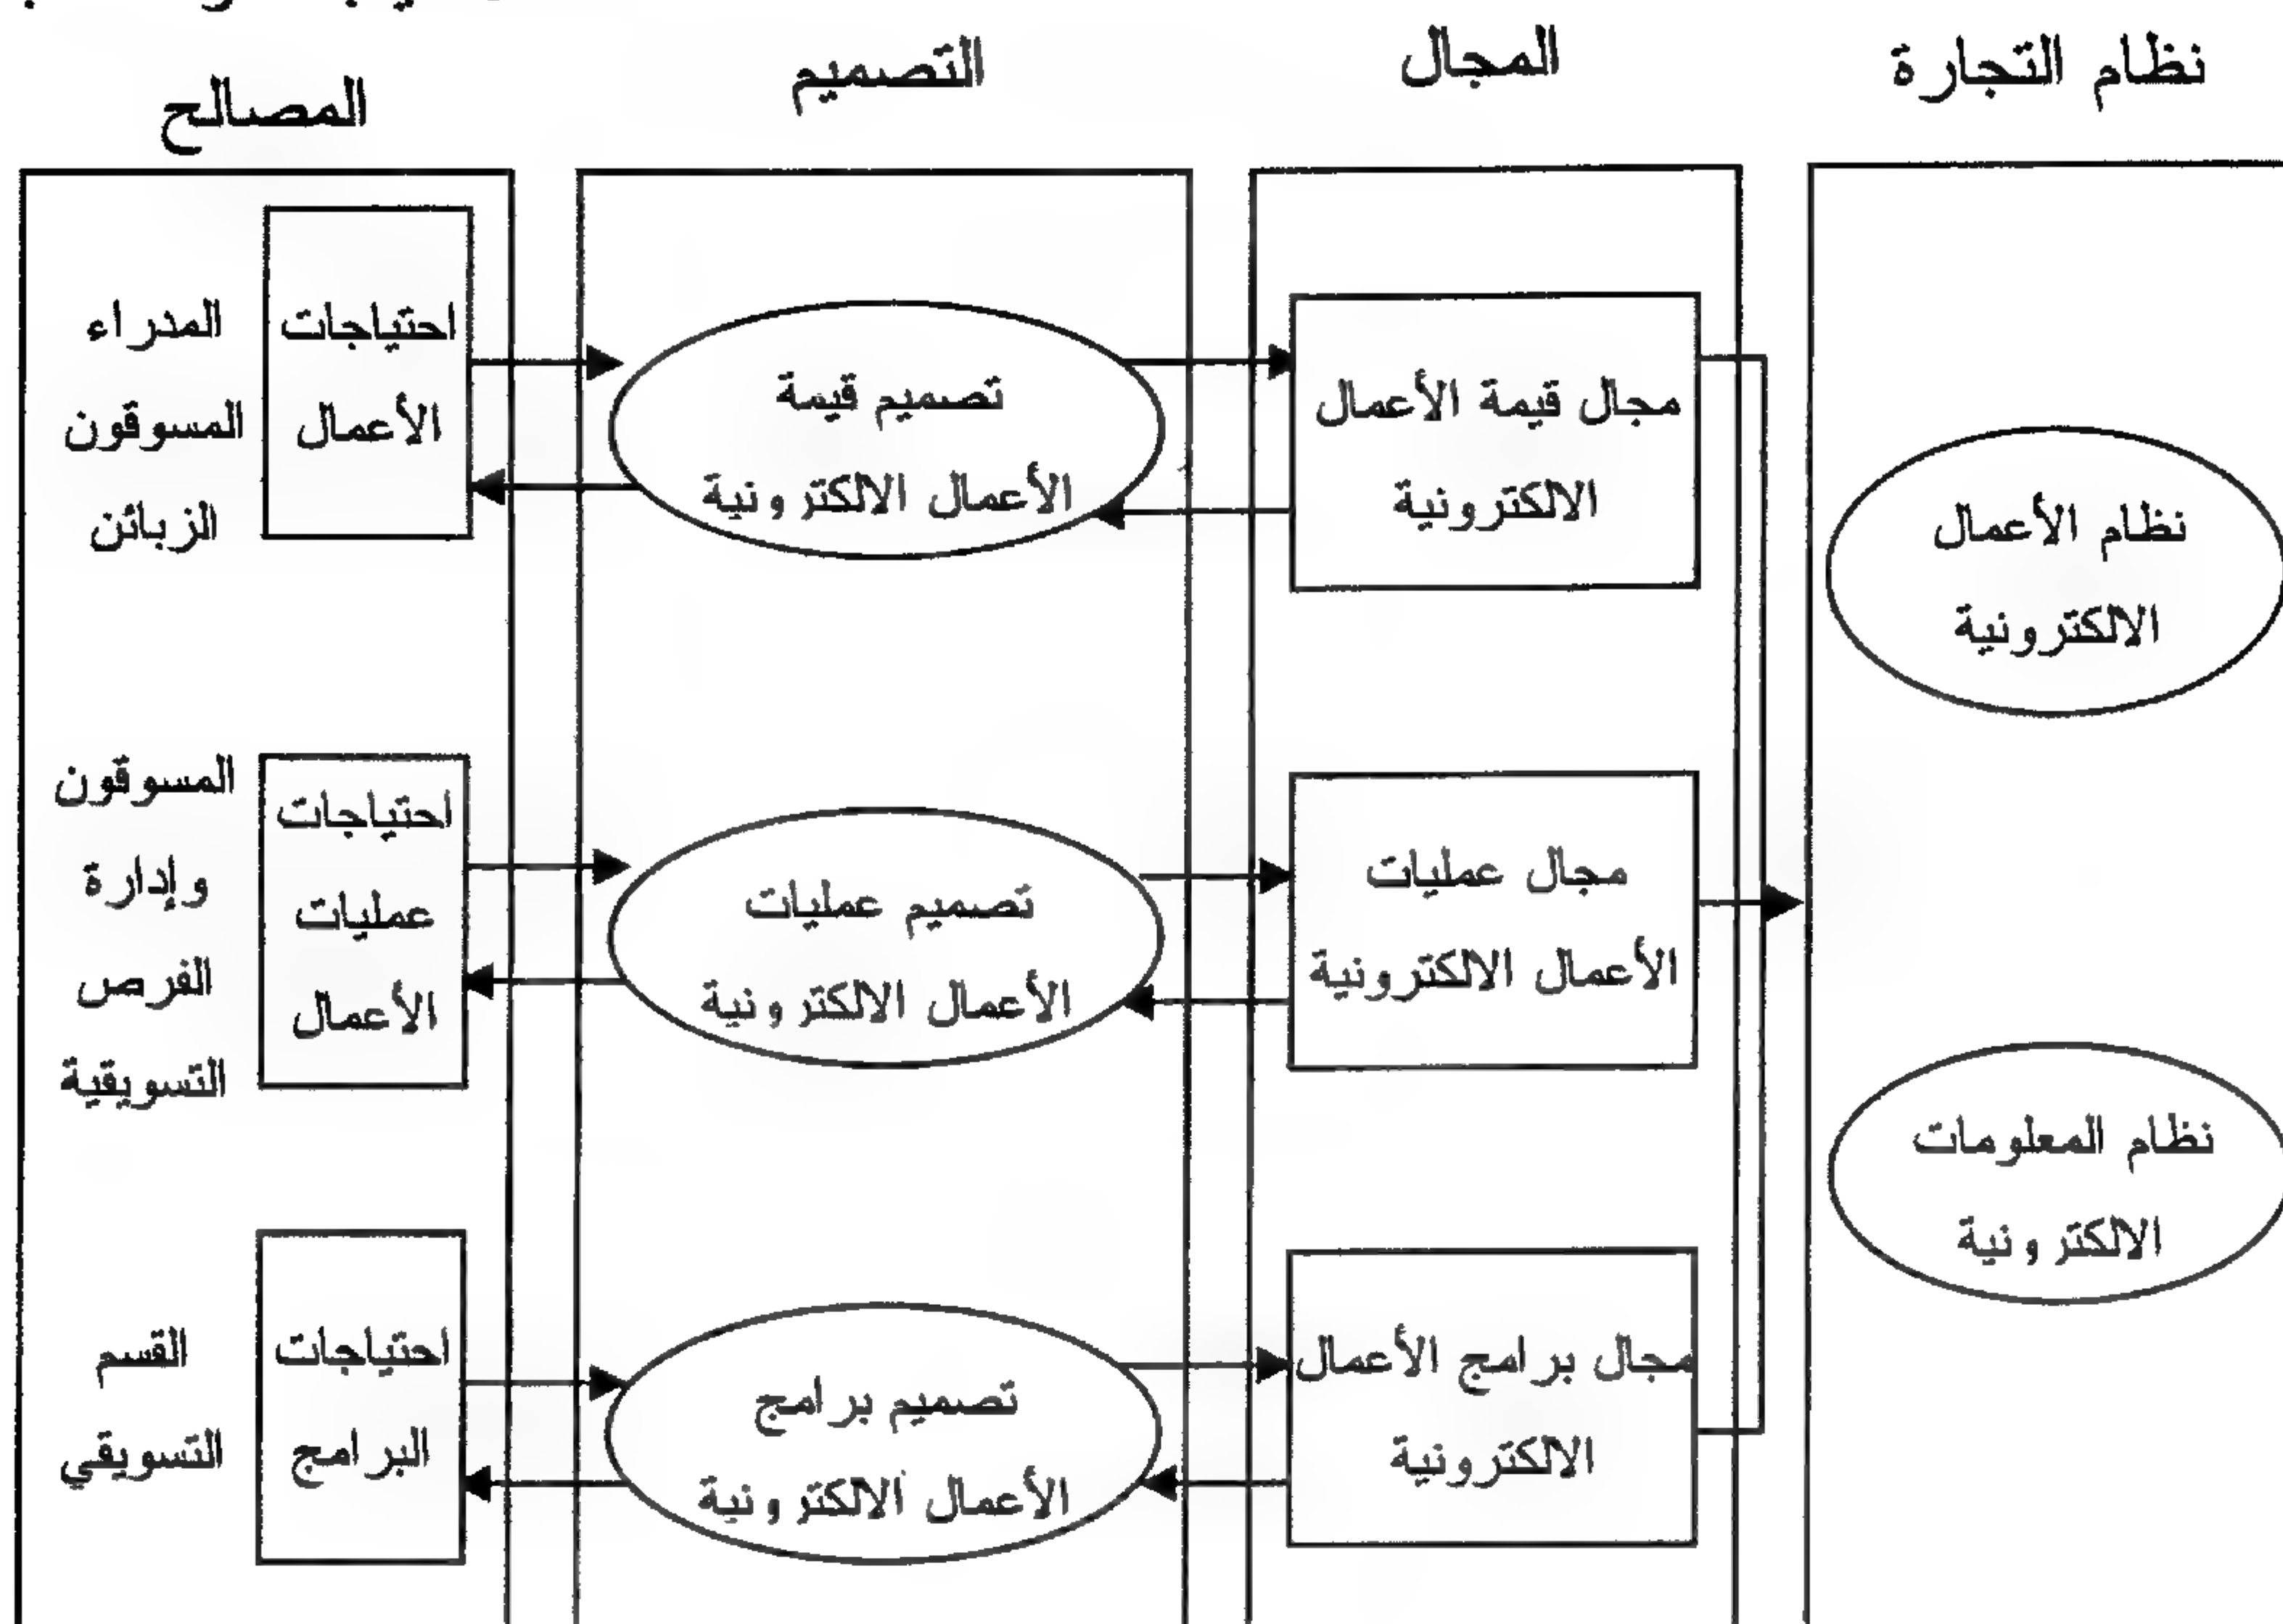 نظام التجارة
المجال
التصميم
المصالح
احتياجات
الأعمال
المدراء
المسوقون
الزبائن
تصميم قيمة
الأعمال الالكترونية
مجال قيمة الأعمال
الالكترونية
نظام الأعمال
الالكترونية
المسوقون
وإدارة
الفرص
التسويقية
احتياجات
عمليات
الأعمال
تصميم عمليات
الأعمال الالكترونية
مجال عمليات
الأعمال الالكترونية
نظام المعلومات
الالكترونية
القسم
التسويقي
احتياجات
البرامج
تصميم برامج
الأعمال الالكترونية
مجال برامج الأعمال
الالكترونية